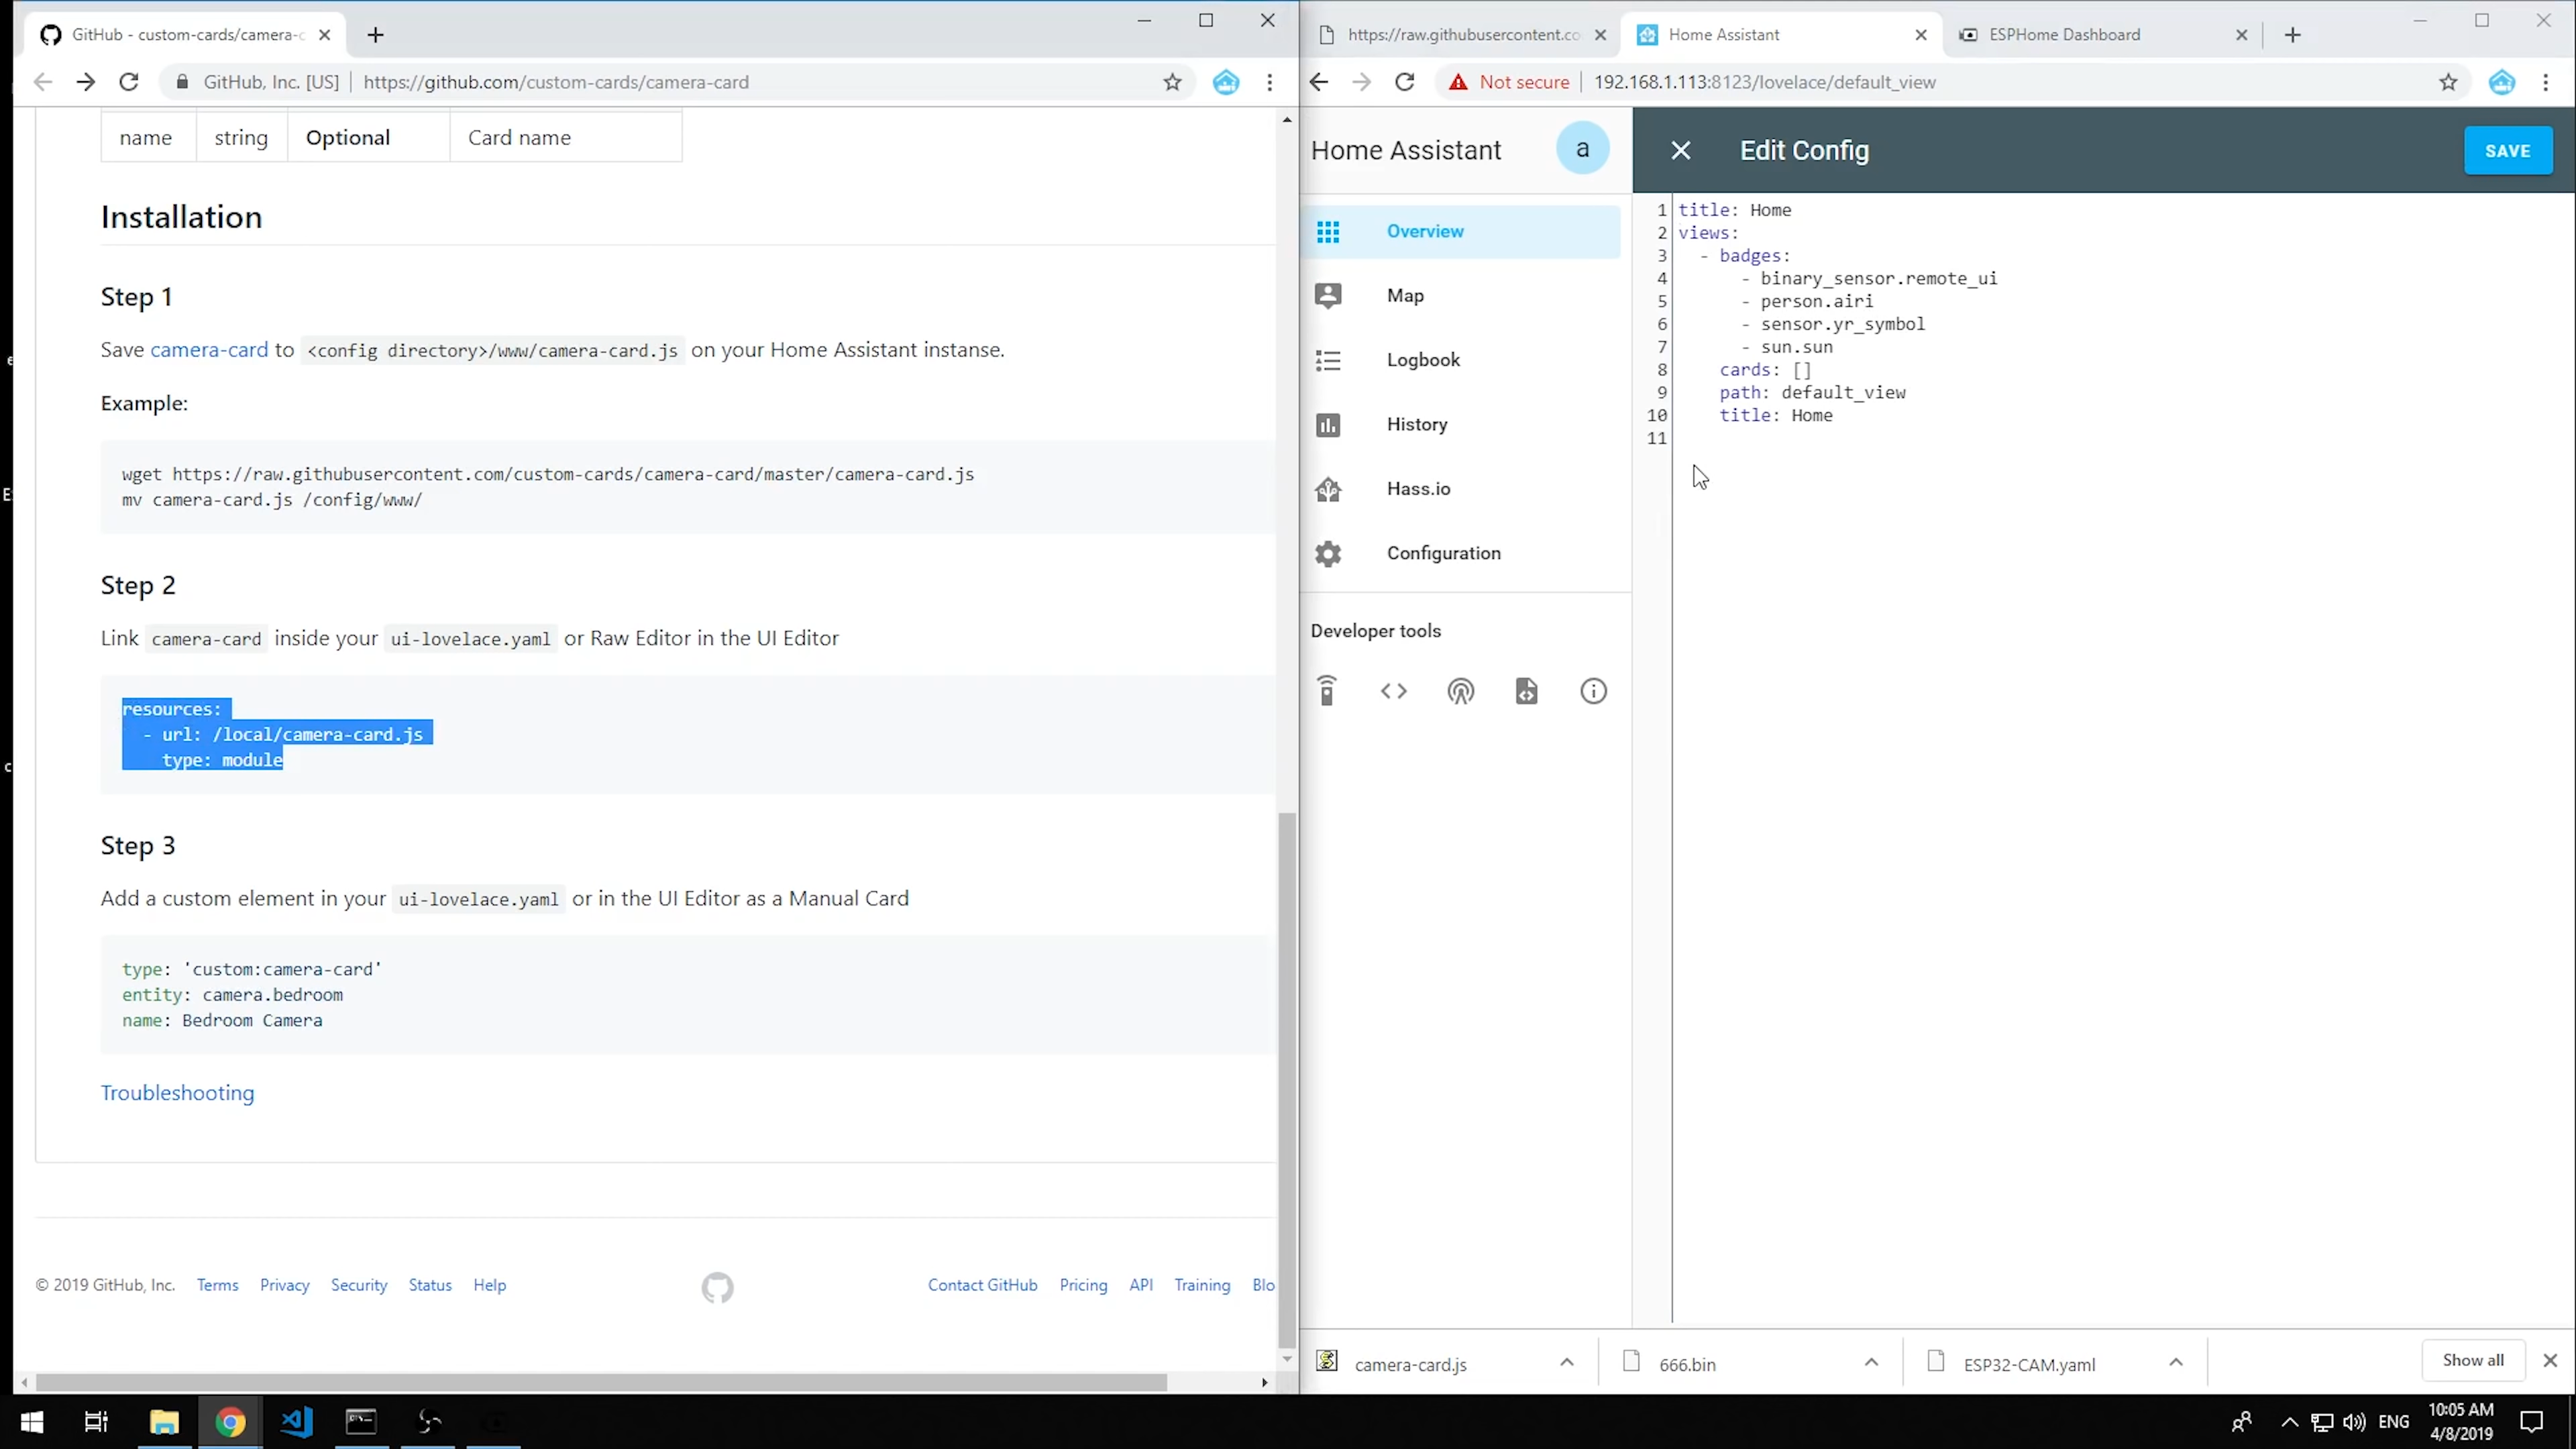 GitHub - custom-cards/camera-c
GitHub, Inc. [US] | https://github.com/custom-cards/camera-card
name string Optional Card name
Installation
Step 1
Save camera-card to <config directory>/www/camera-card.js on your Home Assistant instanse.
Example:
wget https://raw.githubusercontent.com/custom-cards/camera-card/master/camera-card.js
mv camera-card.js /config/www/
Step 2
Link camera-card inside your ui-lovelace.yaml or Raw Editor in the UI Editor
resources:
- url: /local/camera-card.js
type: module
Step 3
Add a custom element in your ui-lovelace.yaml or in the UI Editor as a Manual Card
type: 'custom:camera-card'
entity: camera.bedroom
name: Bedroom Camera
Troubleshooting
© 2019 GitHub, Inc. Terms Privacy Security Status Help Contact GitHub Pricing API Training Blo
https://raw.githubusercontent.co Home Assistant ESPHome Dashboard
Not secure | 192.168.1.113:8123/lovelace/default_view
Home Assistant a
Overview
Map
Logbook
History
Hass.io
Configuration
Developer tools
Edit Config SAVE
1 title: Home
2 views:
3 - badges:
4 - binary_sensor.remote_ui
5 - person.airi
6 - sensor.yr_symbol
7 - sun.sun
8 cards: []
9 path: default_view
10 title: Home
11
camera-card.js 666.bin ESP32-CAM.yaml Show all
ENG 10:05 AM
4/8/2019